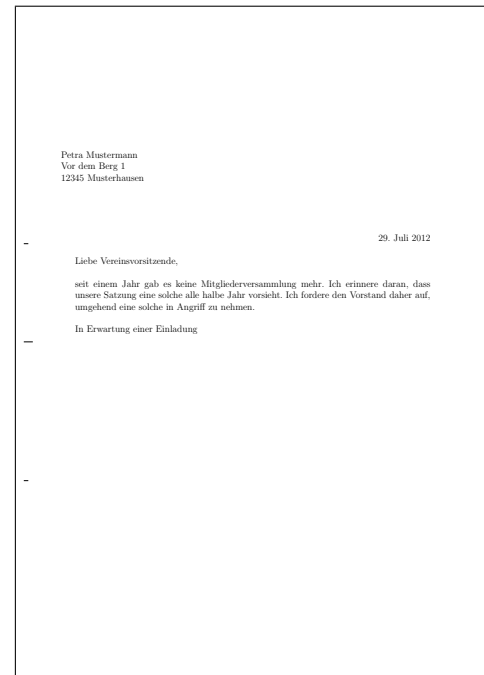 Petra Mustermann
Vor dem Berg 1
12345 Musterhausen
29. Juli 2012
Liebe Vereinsvorsitzende,
seit einem Jahr gab es keine Mitgliederversammlung mehr. Ich erinnere daran, dass
unsere Satzung eine solche alle halbe Jahr vorsieht. Ich fordere den Vorstand daher auf,
umgehend eine solche in Angriff zu nehmen.
In Erwartung einer Einladung